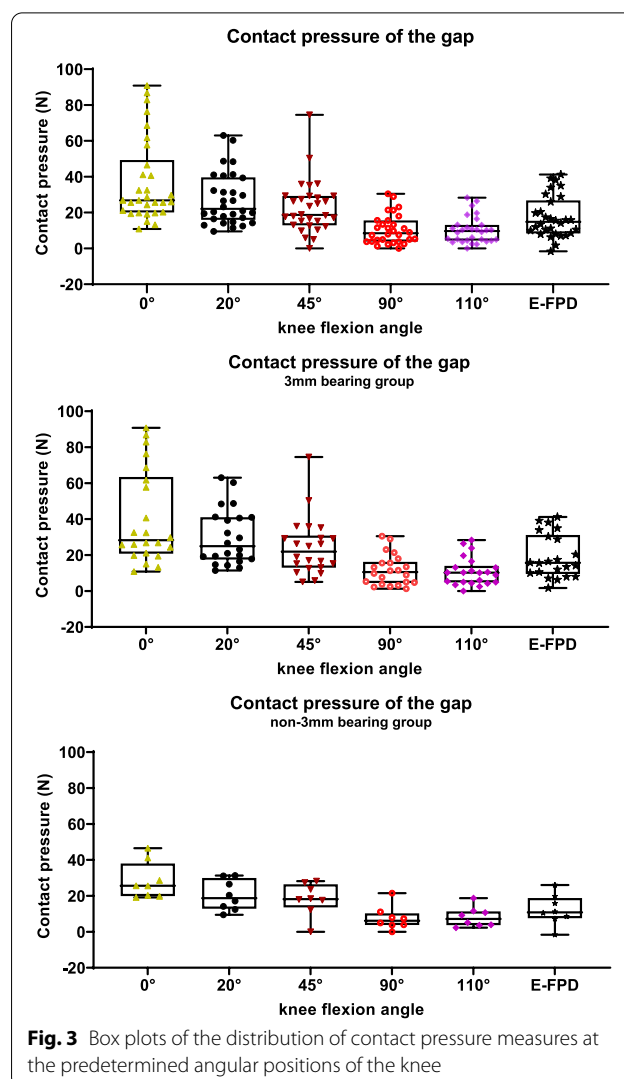 Contact pressure of the gap
Contact pressure (N)
100
80
60
40
20
0
-20
0° 20° 45° 90° 110° E-FPD
knee flexion angle
Contact pressure of the gap
3mm bearing group
Contact pressure (N)
100
80
60
40
20
0
-20
0° 20° 45° 90° 110° E-FPD
knee flexion angle
Contact pressure of the gap
non-3mm bearing group
Contact pressure (N)
100
80
60
40
20
0
-20
0° 20° 45° 90° 110° E-FPD
knee flexion angle
Fig. 3 Box plots of the distribution of contact pressure measures at
the predetermined angular positions of the knee